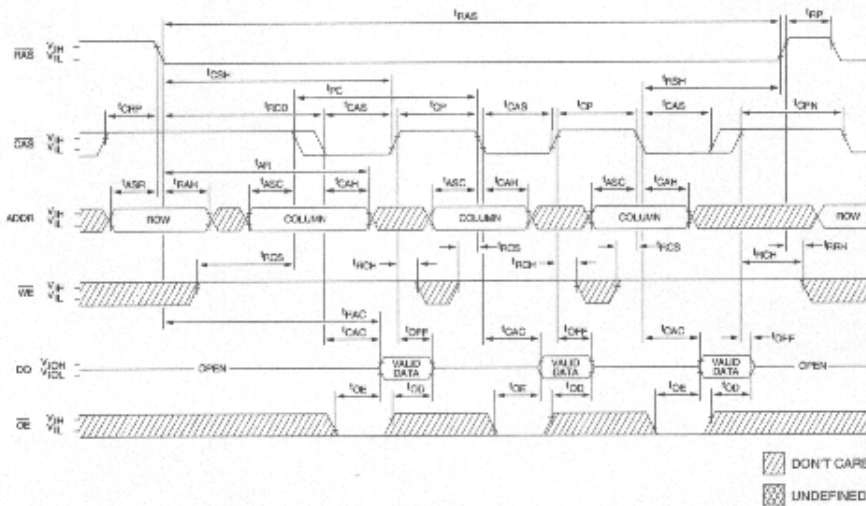 tRAS
tRP
RAS VIH
VIL
tCSH
tPC
tRSH
tCRP
tRCD
tCAS
tCP
tCAS
tCP
tCAS
tCPN
CAS VIH
VIL
tAR
tASR
tRAH
tASC
tCAH
tASC
tCAH
tASC
tCAH
ADDR VIH
VIL
ROW
COLUMN
COLUMN
COLUMN
ROW
tRCS
tRCH
tRCS
tRCH
tRCS
tRCH
tRRH
WE VIH
VIL
tRAC
tCAC
tOFF
tCAC
tOFF
tCAC
tOFF
VIOH
VIOL
OPEN
VALID DATA
VALID DATA
VALID DATA
OPEN
tOE
tOD
tOE
tOD
tOE
tOD
OE VIH
VIL
DON'T CARE
UNDEFINED